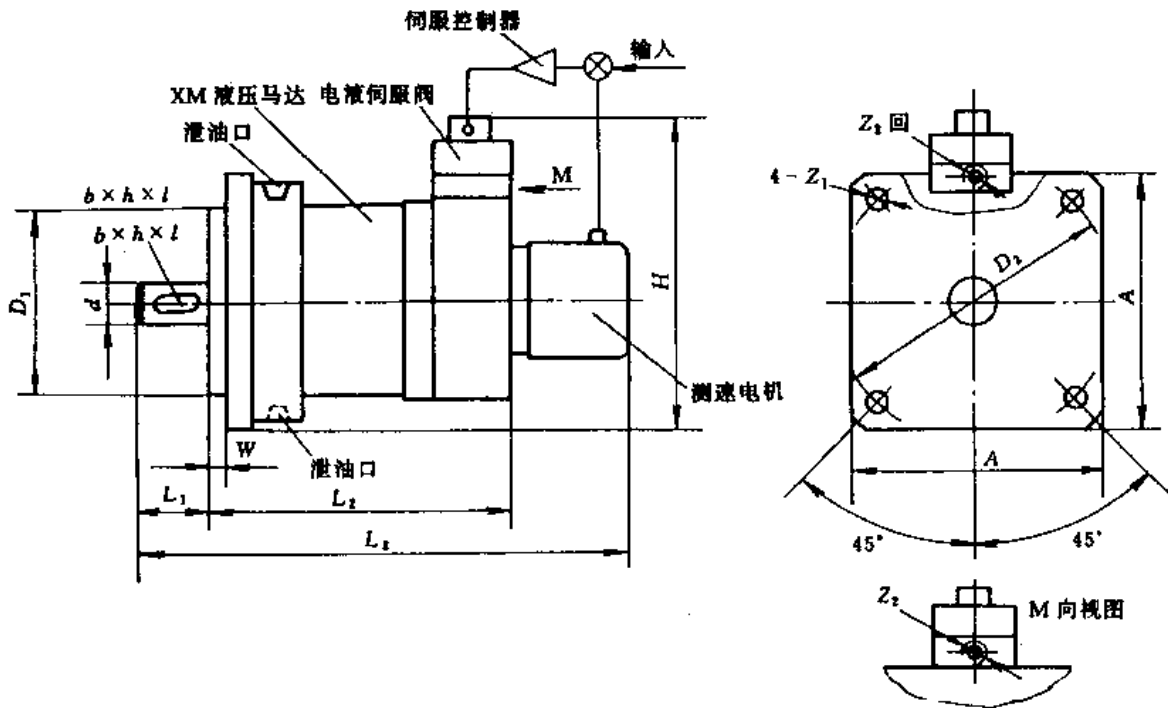 伺服控制器
输入
XM 液压马达 电液伺服阀
泄油口
M
b×h×l
b×h×l
D₁
d
H
测速电机
W
泄油口
L₁
L₂
L₃
Z₂回
4-Z₁
D₂
A
A
45°
45°
Z₂
M 向视图